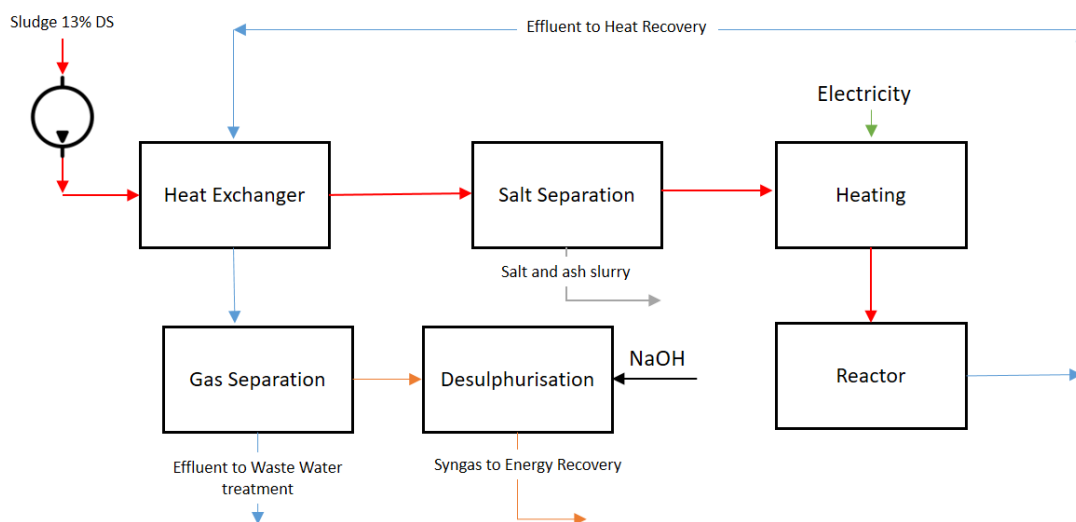 Sludge 13% DS
Effluent to Heat Recovery
Electricity
Heat Exchanger
Salt Separation
Heating
Salt and ash slurry
Gas Separation
Desulphurisation
NaOH
Reactor
Effluent to Waste Water
treatment
Syngas to Energy Recovery